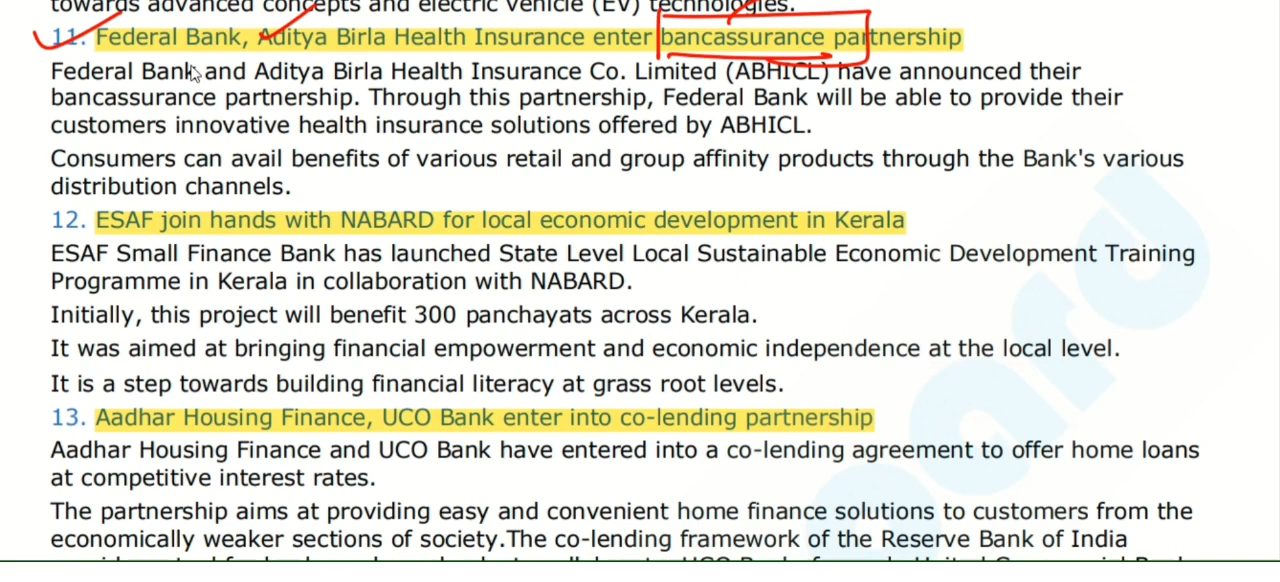 towards advanced concepts and electric vehicle (EV) technologies.
11. Federal Bank, Aditya Birla Health Insurance enter bancassurance partnership
Federal Bank and Aditya Birla Health Insurance Co. Limited (ABHICL) have announced their
bancassurance partnership. Through this partnership, Federal Bank will be able to provide their
customers innovative health insurance solutions offered by ABHICL.
Consumers can avail benefits of various retail and group affinity products through the Bank's various
distribution channels.
12. ESAF join hands with NABARD for local economic development in Kerala
ESAF Small Finance Bank has launched State Level Local Sustainable Economic Development Training
Programme in Kerala in collaboration with NABARD.
Initially, this project will benefit 300 panchayats across Kerala.
It was aimed at bringing financial empowerment and economic independence at the local level.
It is a step towards building financial literacy at grass root levels.
13. Aadhar Housing Finance, UCO Bank enter into co-lending partnership
Aadhar Housing Finance and UCO Bank have entered into a co-lending agreement to offer home loans
at competitive interest rates.
The partnership aims at providing easy and convenient home finance solutions to customers from the
economically weaker sections of society.The co-lending framework of the Reserve Bank of India